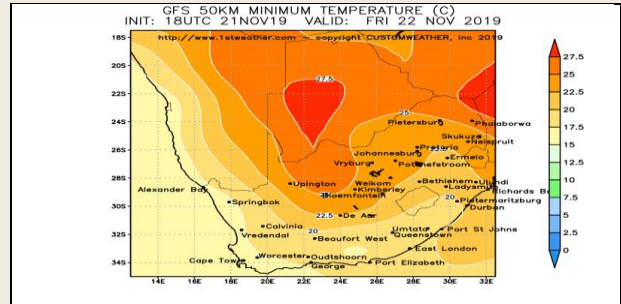 GFS 50KM MINIMUM TEMPERATURE (C)
INIT: 18UTC 21NOV19 VALID: FRI 22 NOV 2019
http://www.1stweather.com -- copyright CUSTOMWEATHER, Inc 2019
18S
20S
22S
24S
26S
28S
30S
32S
34S
27.5
25
22.5
20
20
Pietersburg
Phalaborwa
Skukuza
Nelspruit
Pretoria
Johannesburg
Ermelo
Vryburg
Potchefstroom
Welkom
Bethlehem
Ulundi
Upington
Kimberley
Ladysmith
Alexander Bay
Richards B
Bloemfontein
Springbok
Pietermaritzburg
Durban
De Aar
Calvinia
Vredendal
Umtata
Port St Johns
Beaufort West
Queenstown
East London
Worcester
Oudtshoorn
Cape Town
George
Port Elizabeth
14E 16E 18E 20E 22E 24E 26E 28E 30E 32E
27.5
25
22.5
20
17.5
15
12.5
10
7.5
5
2.5
0